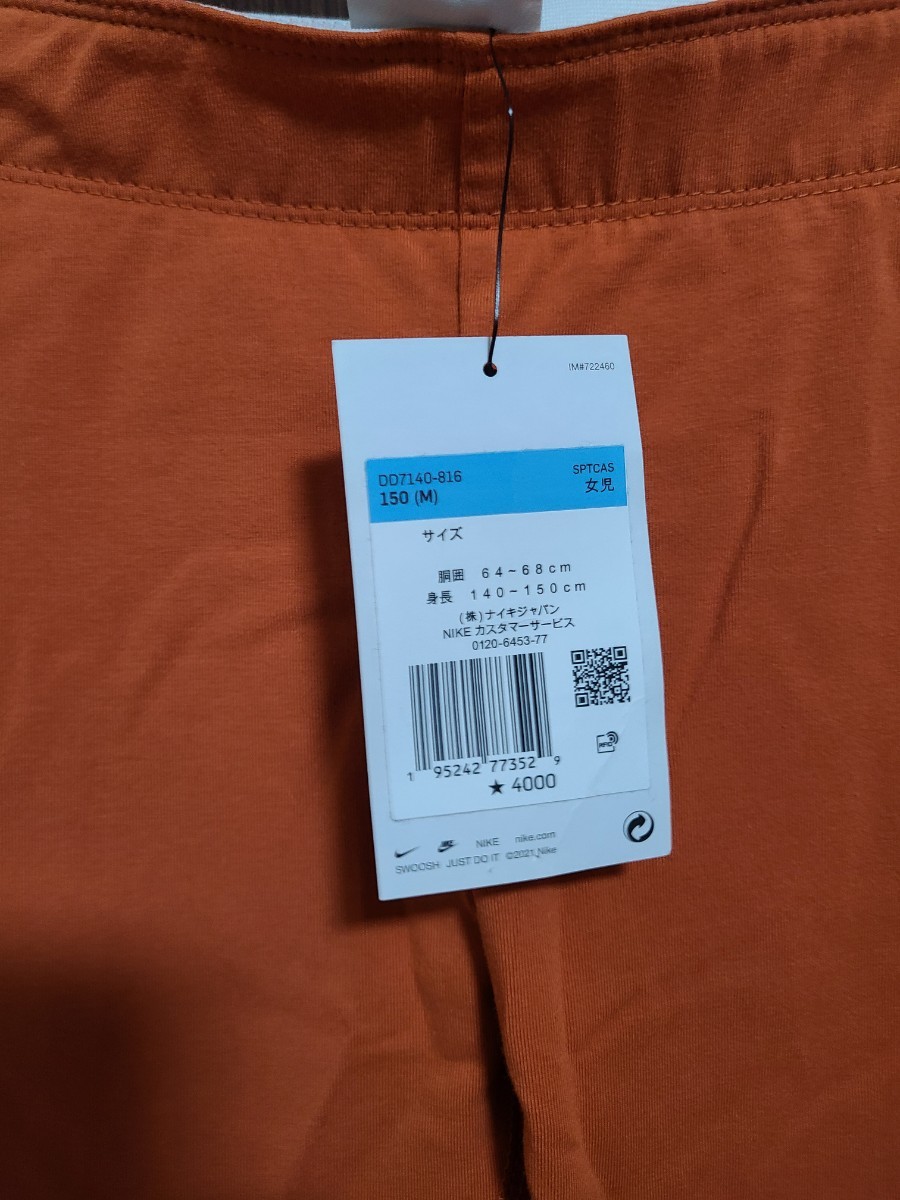 IM#722460
DD7140-816 SPTCAS
150 (M) 女児
サイズ
胴囲 64~68cm
身長 140~150cm
(株)ナイキジャパン
NIKE カスタマーサービス
0120-6453-77
RFID
1 95242 77352 9
★ 4000
NIKE nike.com
SWOOSH JUST DO IT ©2021 Nike